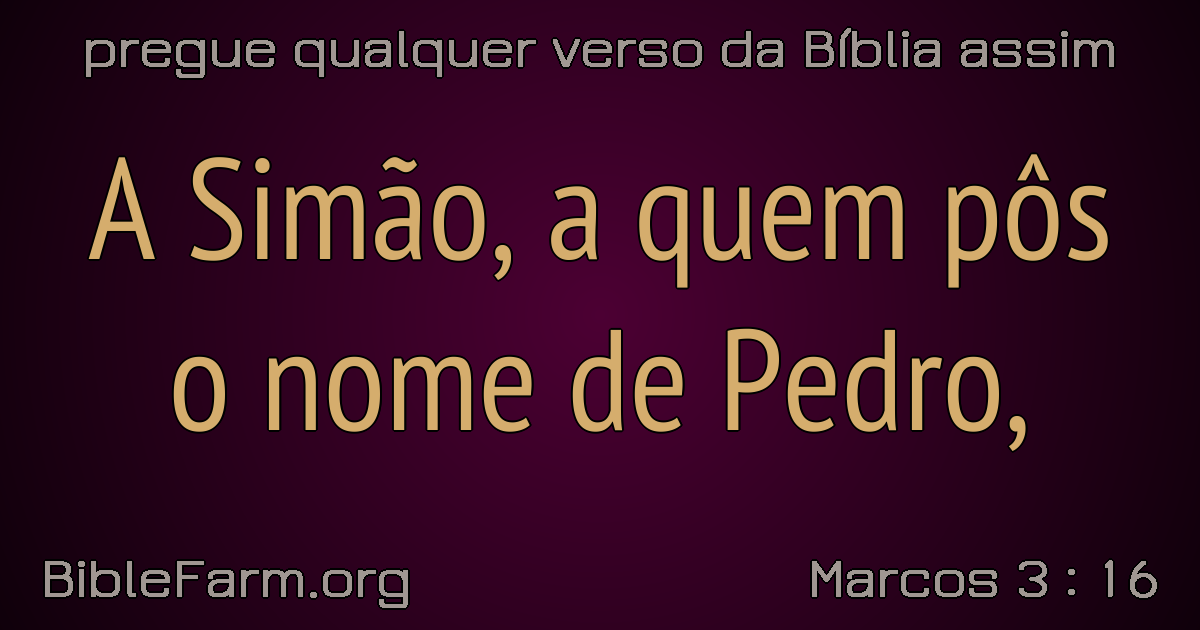 pregue qualquer verso da Bíblia assim
A Simão, a quem pôs
o nome de Pedro,
BibleFarm.org
Marcos 3 : 16